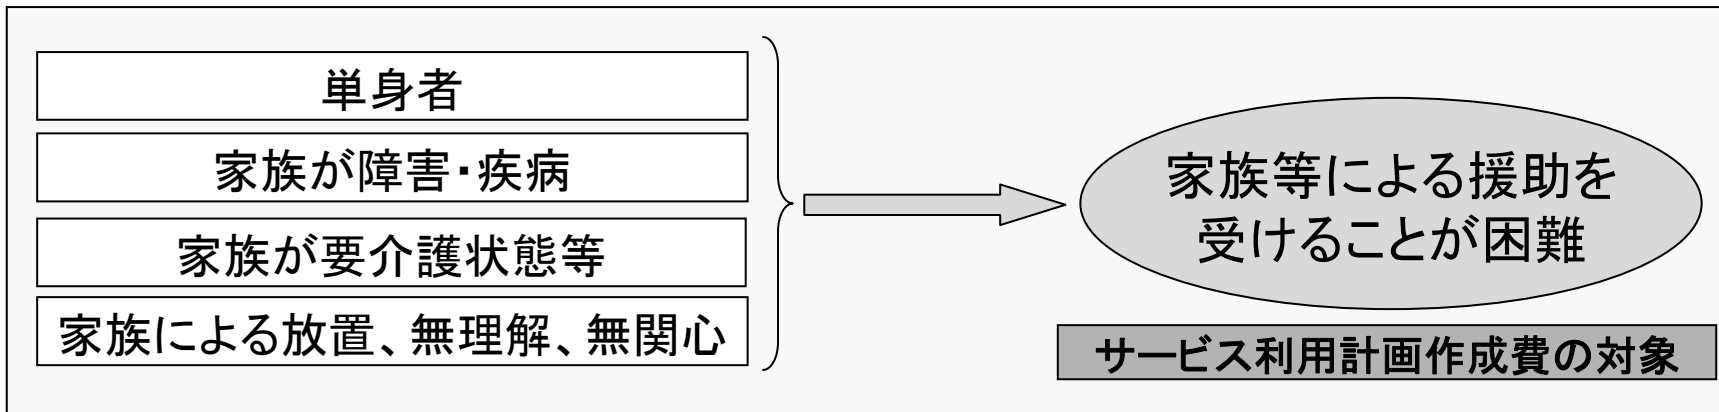 単身者
家族が障害・疾病
家族が要介護状態等
家族による放置、無理解、無関心
家族等による援助を
受けることが困難
サービス利用計画作成費の対象